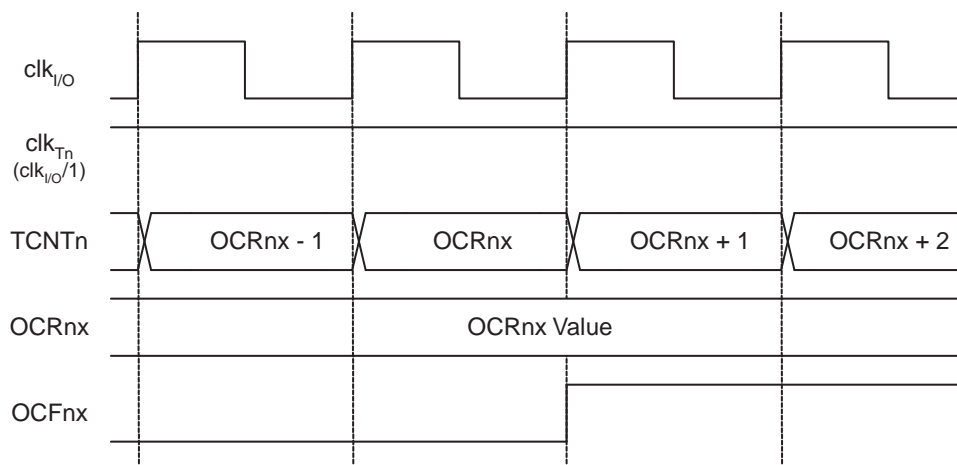 clkI/O
clkTn
(clkI/O/1)
TCNTn OCRnx - 1 OCRnx OCRnx + 1 OCRnx + 2
OCRnx OCRnx Value
OCFnx